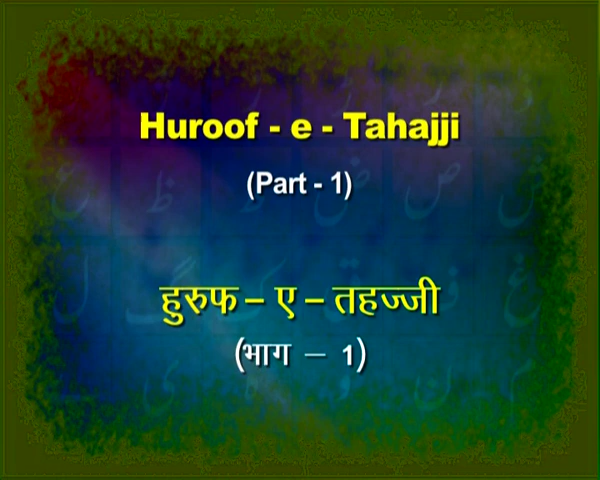 Huroof - e - Tahajji
(Part - 1)
हुरुफ – ए – तहज्जी
(भाग – 1)